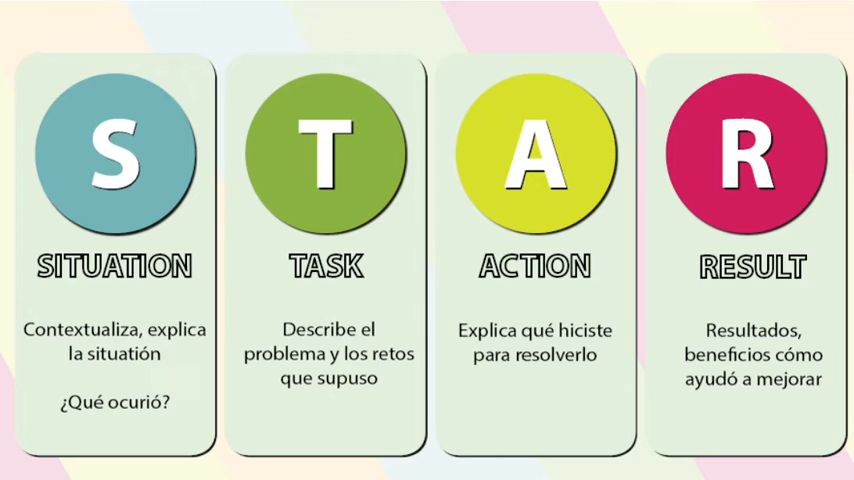 S
SITUATION
Contextualiza, explica
la situatión
¿Qué ocurió?
T
TASK
Describe el
problema y los retos
que supuso
A
ACTION
Explica qué hiciste
para resolverlo
R
RESULT
Resultados,
beneficios cómo
ayudó a mejorar